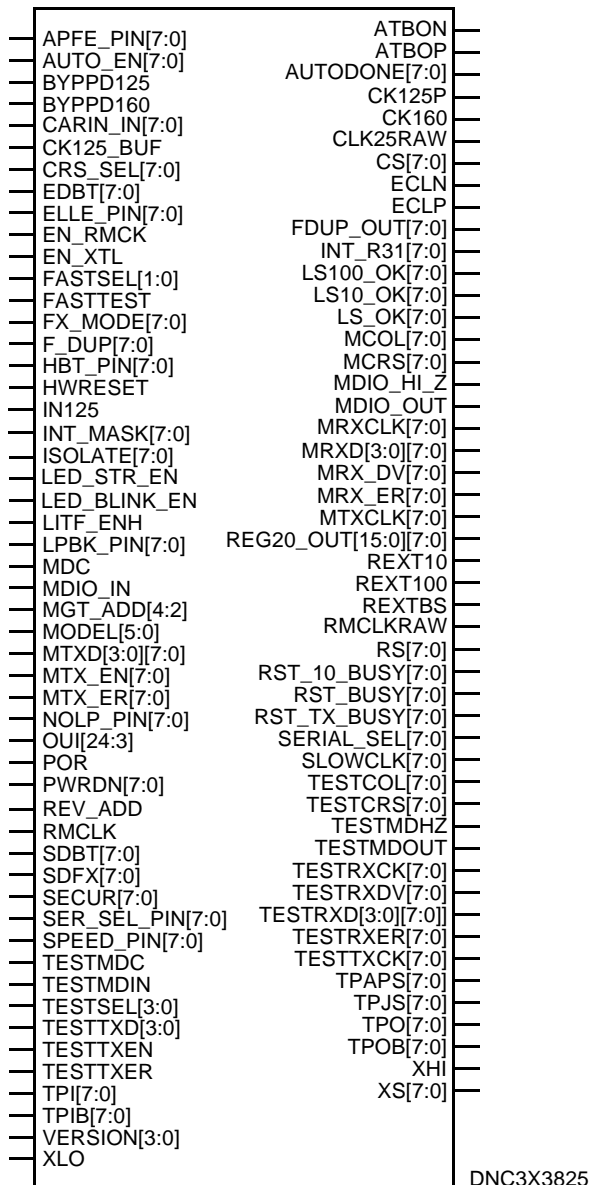 APFE_PIN[7:0]
AUTO_EN[7:0]
BYPPD125
BYPPD160
CARIN_IN[7:0]
CK125_BUF
CRS_SEL[7:0]
EDBT[7:0]
ELLE_PIN[7:0]
EN_RMCK
EN_XTL
FASTSEL[1:0]
FASTTEST
FX_MODE[7:0]
F_DUP[7:0]
HBT_PIN[7:0]
HWRESET
IN125
INT_MASK[7:0]
ISOLATE[7:0]
LED_STR_EN
LED_BLINK_EN
LITF_ENH
LPBK_PIN[7:0]
MDC
MDIO_IN
MGT_ADD[4:2]
MODEL[5:0]
MTXD[3:0][7:0]
MTX_EN[7:0]
MTX_ER[7:0]
NOLP_PIN[7:0]
OUI[24:3]
POR
PWRDN[7:0]
REV_ADD
RMCLK
SDBT[7:0]
SDFX[7:0]
SECUR[7:0]
SER_SEL_PIN[7:0]
SPEED_PIN[7:0]
TESTMDC
TESTMDIN
TESTSEL[3:0]
TESTTXD[3:0]
TESTTXEN
TESTTXER
TPI[7:0]
TPIB[7:0]
VERSION[3:0]
XLO
ATBON
ATBOP
AUTODONE[7:0]
CK125P
CK160
CLK25RAW
CS[7:0]
ECLN
ECLP
FDUP_OUT[7:0]
INT_R31[7:0]
LS100_OK[7:0]
LS10_OK[7:0]
LS_OK[7:0]
MCOL[7:0]
MCRS[7:0]
MDIO_HI_Z
MDIO_OUT
MRXCLK[7:0]
MRXD[3:0][7:0]
MRX_DV[7:0]
MRX_ER[7:0]
MTXCLK[7:0]
REG20_OUT[15:0][7:0]
REXT10
REXT100
REXTBS
RMCLKRAW
RS[7:0]
RST_10_BUSY[7:0]
RST_BUSY[7:0]
RST_TX_BUSY[7:0]
SERIAL_SEL[7:0]
SLOWCLK[7:0]
TESTCOL[7:0]
TESTCRS[7:0]
TESTMDHZ
TESTMDOUT
TESTRXCK[7:0]
TESTRXDV[7:0]
TESTRXD[3:0][7:0]]
TESTRXER[7:0]
TESTTXCK[7:0]
TPAPS[7:0]
TPJS[7:0]
TPO[7:0]
TPOB[7:0]
XHI
XS[7:0]
DNC3X3825